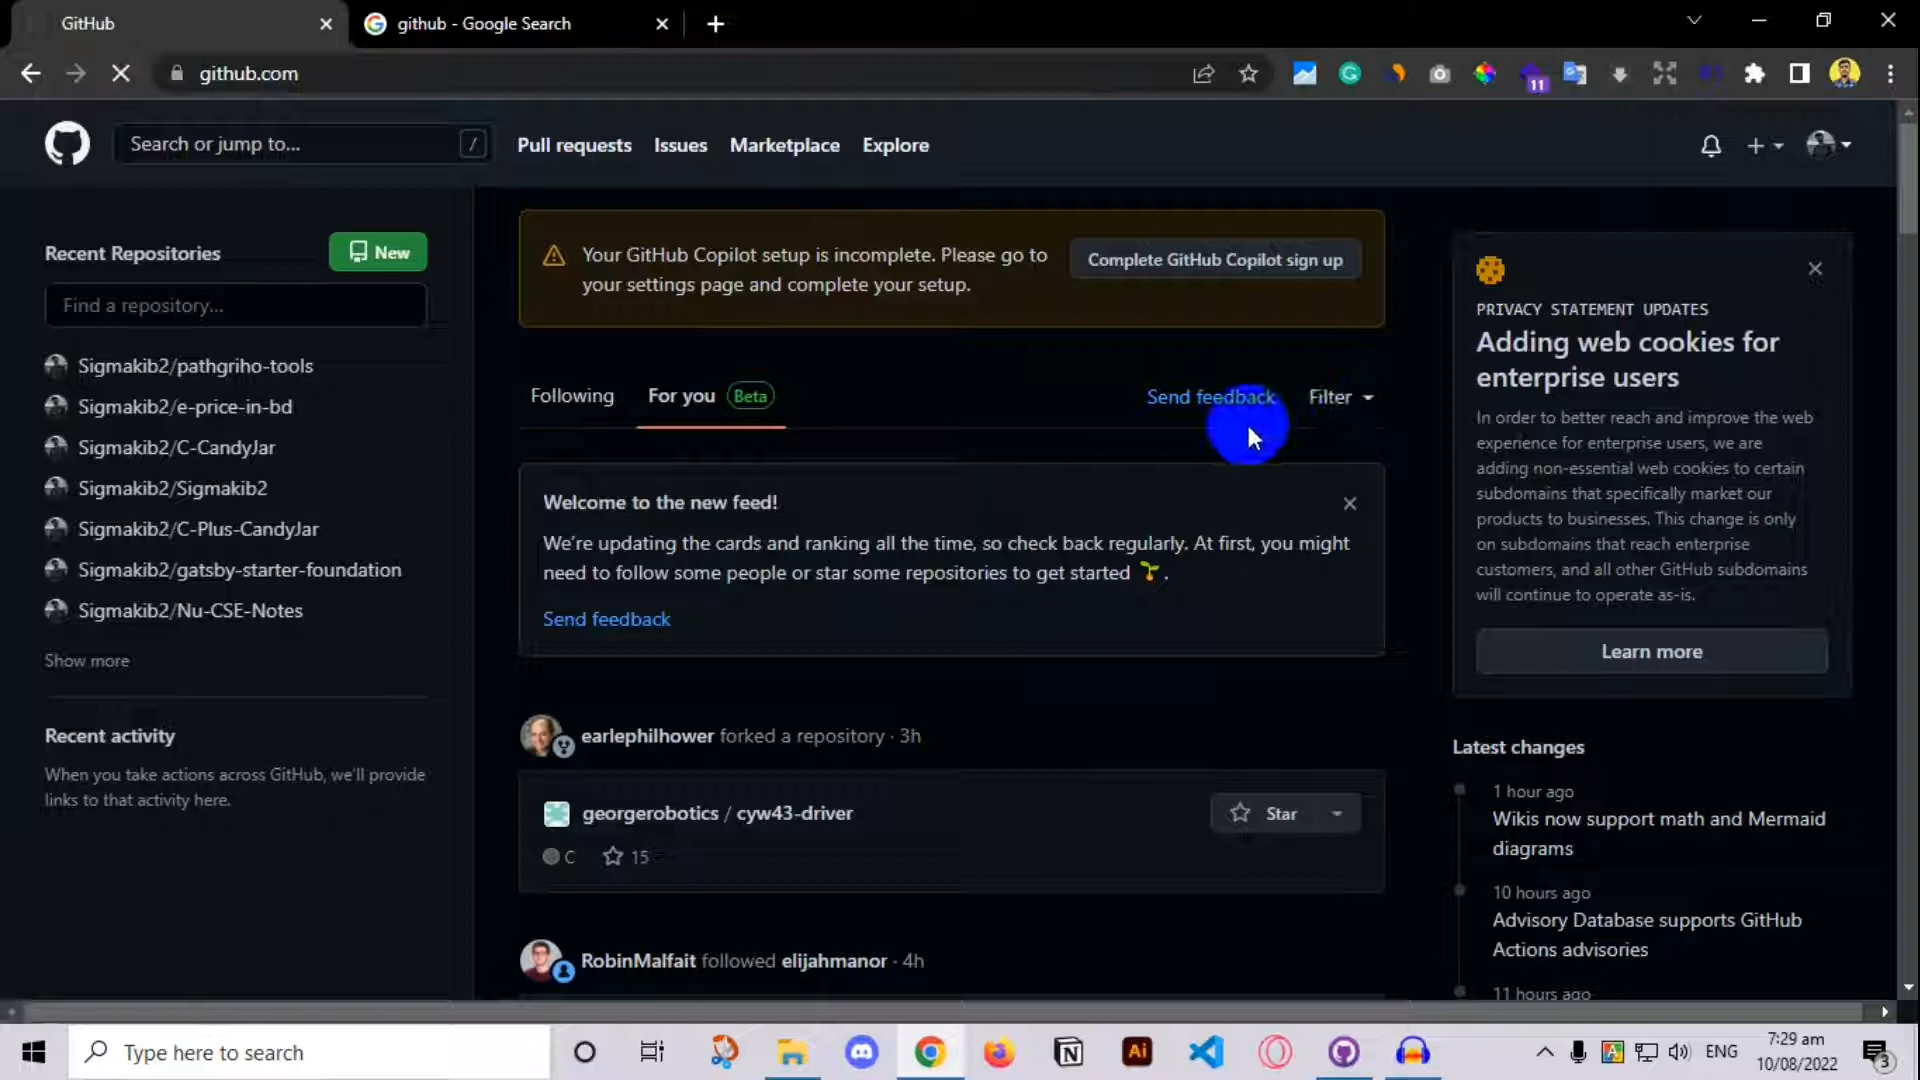 GitHub
github - Google Search
github.com
11
Search or jump to...
/
Pull requests
Issues
Marketplace
Explore
Recent Repositories
New
Find a repository...
Sigmakib2/pathgriho-tools
Sigmakib2/e-price-in-bd
Sigmakib2/C-CandyJar
Sigmakib2/Sigmakib2
Sigmakib2/C-Plus-CandyJar
Sigmakib2/gatsby-starter-foundation
Sigmakib2/Nu-CSE-Notes
Show more
Recent activity
When you take actions across GitHub, we'll provide
links to that activity here.
Your GitHub Copilot setup is incomplete. Please go to
your settings page and complete your setup.
Complete GitHub Copilot sign up
Following
For you
Beta
Send feedback
Filter
Welcome to the new feed!
We're updating the cards and ranking all the time, so check back regularly. At first, you might
need to follow some people or star some repositories to get started 🌱.
Send feedback
earlephilhower forked a repository · 3h
georgerobotics / cyw43-driver
Star
C
15
RobinMalfait followed elijahmanor · 4h
PRIVACY STATEMENT UPDATES
Adding web cookies for
enterprise users
In order to better reach and improve the web
experience for enterprise users, we are
adding non-essential web cookies to certain
subdomains that specifically market our
products to businesses. This change is only
on subdomains that reach enterprise
customers, and all other GitHub subdomains
will continue to operate as-is.
Learn more
Latest changes
1 hour ago
Wikis now support math and Mermaid
diagrams
10 hours ago
Advisory Database supports GitHub
Actions advisories
11 hours ago
Type here to search
Ai
ENG
7:29 am
10/08/2022
3